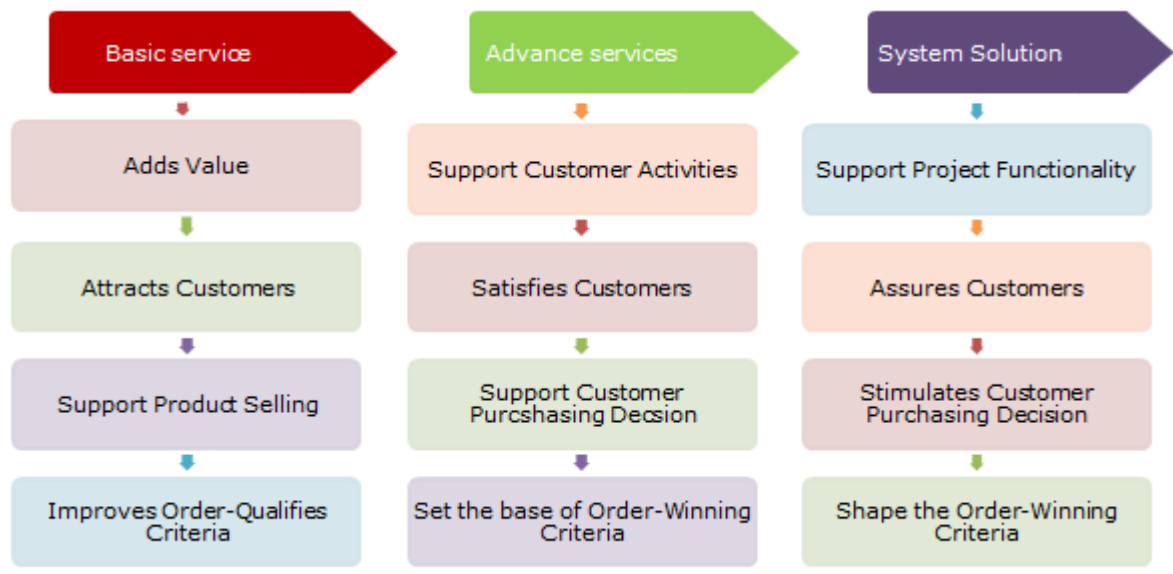 Basic service
Advance services
System Solution
Adds Value
Support Customer Activities
Support Project Functionality
Attracts Customers
Satisfies Customers
Assures Customers
Support Product Selling
Support Customer
Purcshasing Decsion
Stimulates Customer
Purchasing Decision
Improves Order-Qualifies
Criteria
Set the base of Order-Winning
Criteria
Shape the Order-Winning
Criteria